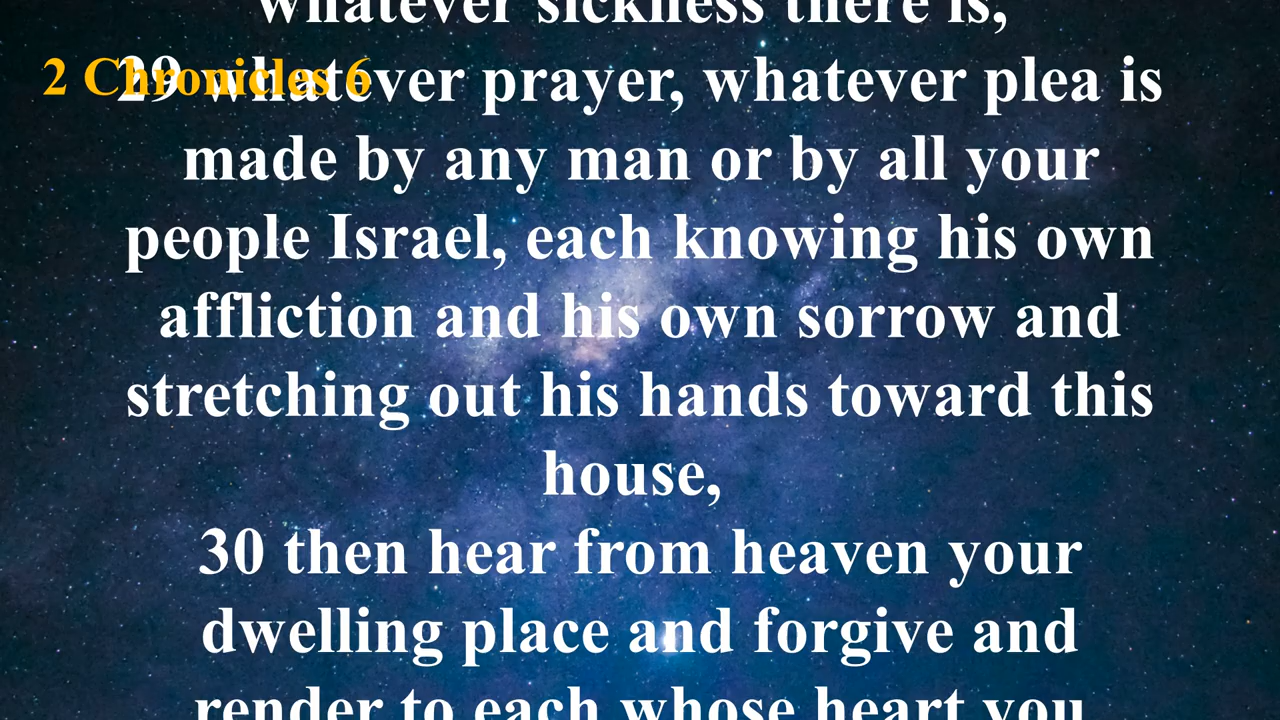 whatever sickness there is,
2 Chronicles 6
29 whatever prayer, whatever plea is
made by any man or by all your
people Israel, each knowing his own
affliction and his own sorrow and
stretching out his hands toward this
house,
30 then hear from heaven your
dwelling place and forgive and
render to each whose heart you